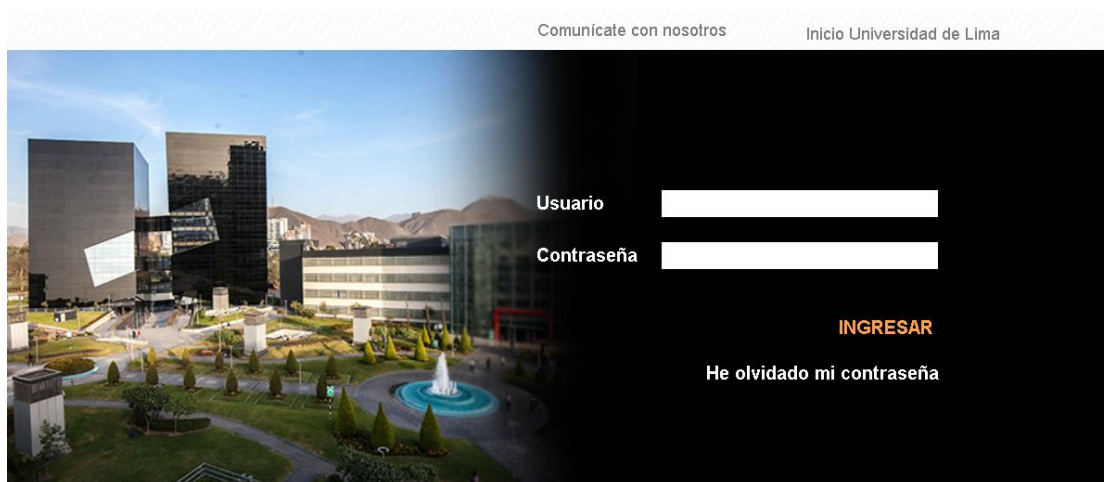 Comunícate con nosotros
Inicio Universidad de Lima
Usuario
Contraseña
INGRESAR
He olvidado mi contraseña